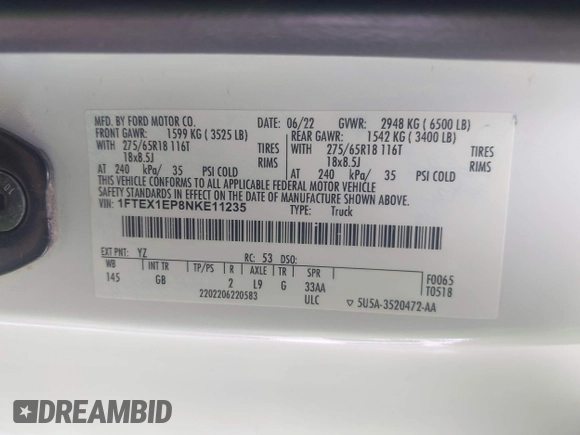 MFD. BY FORD MOTOR CO. DATE: 06/22 GVWR: 2948 KG ( 6500 LB)
FRONT GAWR: 1599 KG ( 3525 LB) REAR GAWR: 1542 KG ( 3400 LB)
WITH 275/65R18 116T TIRES WITH 275/65R18 116T TIRES
18x8.5J RIMS 18x8.5J RIMS
AT 240 kPa/ 35 PSI COLD AT 240 kPa/ 35 PSI COLD
THIS VEHICLE CONFORMS TO ALL APPLICABLE FEDERAL MOTOR VEHICLE
SAFETY STANDARDS IN EFFECT ON THE DATE OF MANUFACTURE SHOWN ABOVE.
VIN: 1FTEX1EP8NKE11235 TYPE: Truck
EXT PNT: YZ RC: 53 DSO:
WB INT TR TP/PS R AXLE TR SPR F0065
145 GB 2 L9 G 33AA T0518
2202206220583 ULC 5U5A-3520472-AA
DREAMBID